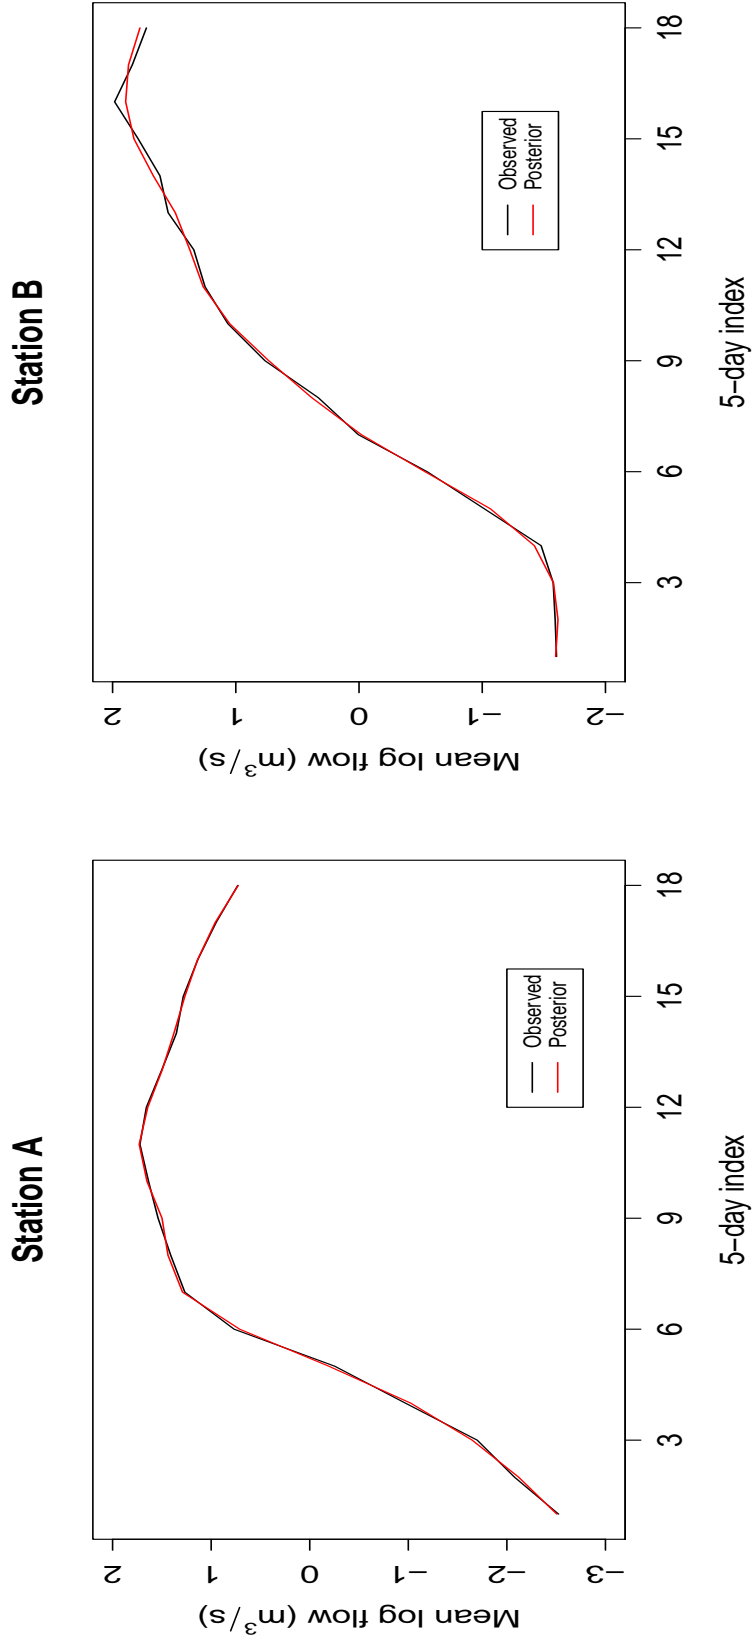 Station A
Mean log flow (m³/s)
2
1
0
−1
−2
−3
3
6
9
12
15
18
5−day index
Observed
Posterior
Station B
Mean log flow (m³/s)
2
1
0
−1
−2
3
6
9
12
15
18
5−day index
Observed
Posterior